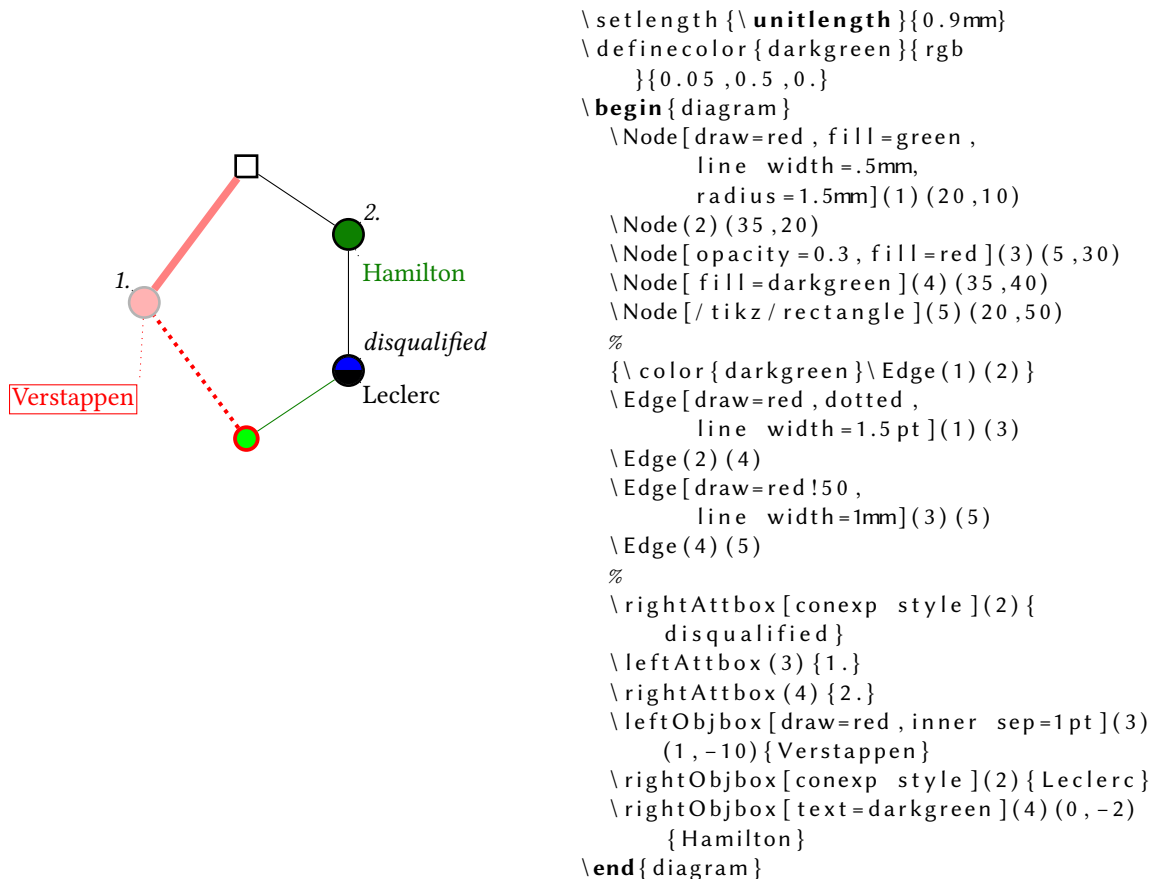 2.
Hamilton
1.
disqualified
Verstappen
Leclerc
\setlength{\unitlength}{0.9mm}
\definecolor{darkgreen}{rgb
}{0.05,0.5,0.}
\begin{diagram}
\Node[draw=red,fill=green,
line width=.5mm,
radius=1.5mm](1)(20,10)
\Node(2)(35,20)
\Node[opacity=0.3,fill=red](3)(5,30)
\Node[fill=darkgreen](4)(35,40)
\Node[/tikz/rectangle](5)(20,50)
%
{\color{darkgreen}\Edge(1)(2)}
\Edge[draw=red,dotted,
line width=1.5pt](1)(3)
\Edge(2)(4)
\Edge[draw=red!50,
line width=1mm](3)(5)
\Edge(4)(5)
%
\rightAttbox[conexp style](2){
disqualified}
\leftAttbox(3){1.}
\rightAttbox(4){2.}
\leftObjbox[draw=red,inner sep=1pt](3)
(1,-10){Verstappen}
\rightObjbox[conexp style](2){Leclerc}
\rightObjbox[text=darkgreen](4)(0,-2)
{Hamilton}
\end{diagram}